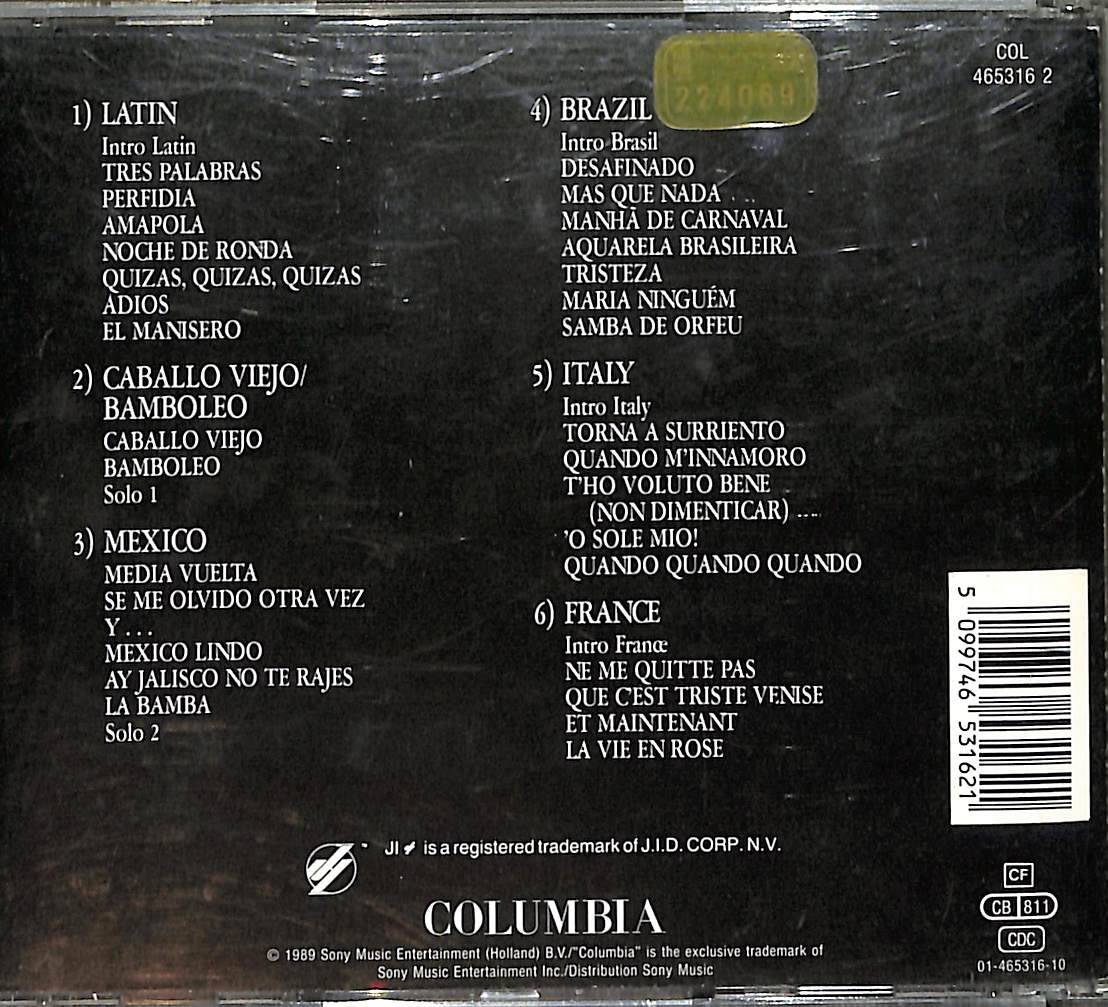 COL
465316 2
224069
1) LATIN
Intro Latin
TRES PALABRAS
PERFIDIA
AMAPOLA
NOCHE DE RONDA
QUIZAS, QUIZAS, QUIZAS
ADIOS
EL MANISERO
2) CABALLO VIEJO/
BAMBOLEO
CABALLO VIEJO
BAMBOLEO
Solo 1
3) MEXICO
MEDIA VUELTA
SE ME OLVIDO OTRA VEZ
Y...
MEXICO LINDO
AY JALISCO NO TE RAJES
LA BAMBA
Solo 2
4) BRAZIL
Intro Brasil
DESAFINADO
MAS QUE NADA
MANHÃ DE CARNAVAL
AQUARELA BRASILEIRA
TRISTEZA
MARIA NINGUÉM
SAMBA DE ORFEU
5) ITALY
Intro Italy
TORNA A SURRIENTO
QUANDO M'INNAMORO
T'HO VOLUTO BENE
(NON DIMENTICAR)
'O SOLE MIO!
QUANDO QUANDO QUANDO
6) FRANCE
Intro France
NE ME QUITTE PAS
QUE C'EST TRISTE VENISE
ET MAINTENANT
LA VIE EN ROSE
5 099746 531621
JI is a registered trademark of J.I.D. CORP. N.V.
COLUMBIA
© 1989 Sony Music Entertainment (Holland) B.V./"Columbia" is the exclusive trademark of
Sony Music Entertainment Inc./Distribution Sony Music
CF
CB 811
CDC
01-465316-10